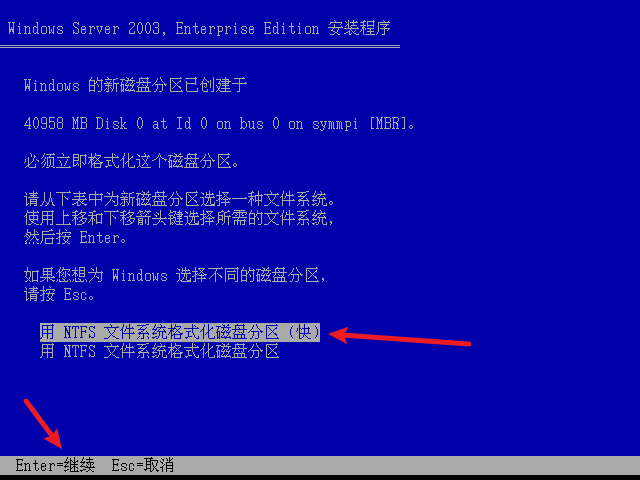 Windows Server 2003, Enterprise Edition 安装程序
Windows 的新磁盘分区已创建于
40958 MB Disk 0 at Id 0 on bus 0 on symmpi [MBR]。
必须立即格式化这个磁盘分区。
请从下表中为新磁盘分区选择一种文件系统。
使用上移和下移箭头键选择所需的文件系统,
然后按 Enter。
如果您想为 Windows 选择不同的磁盘分区,
请按 Esc。
用 NTFS 文件系统格式化磁盘分区 (快)
用 NTFS 文件系统格式化磁盘分区
Enter=继续 Esc=取消